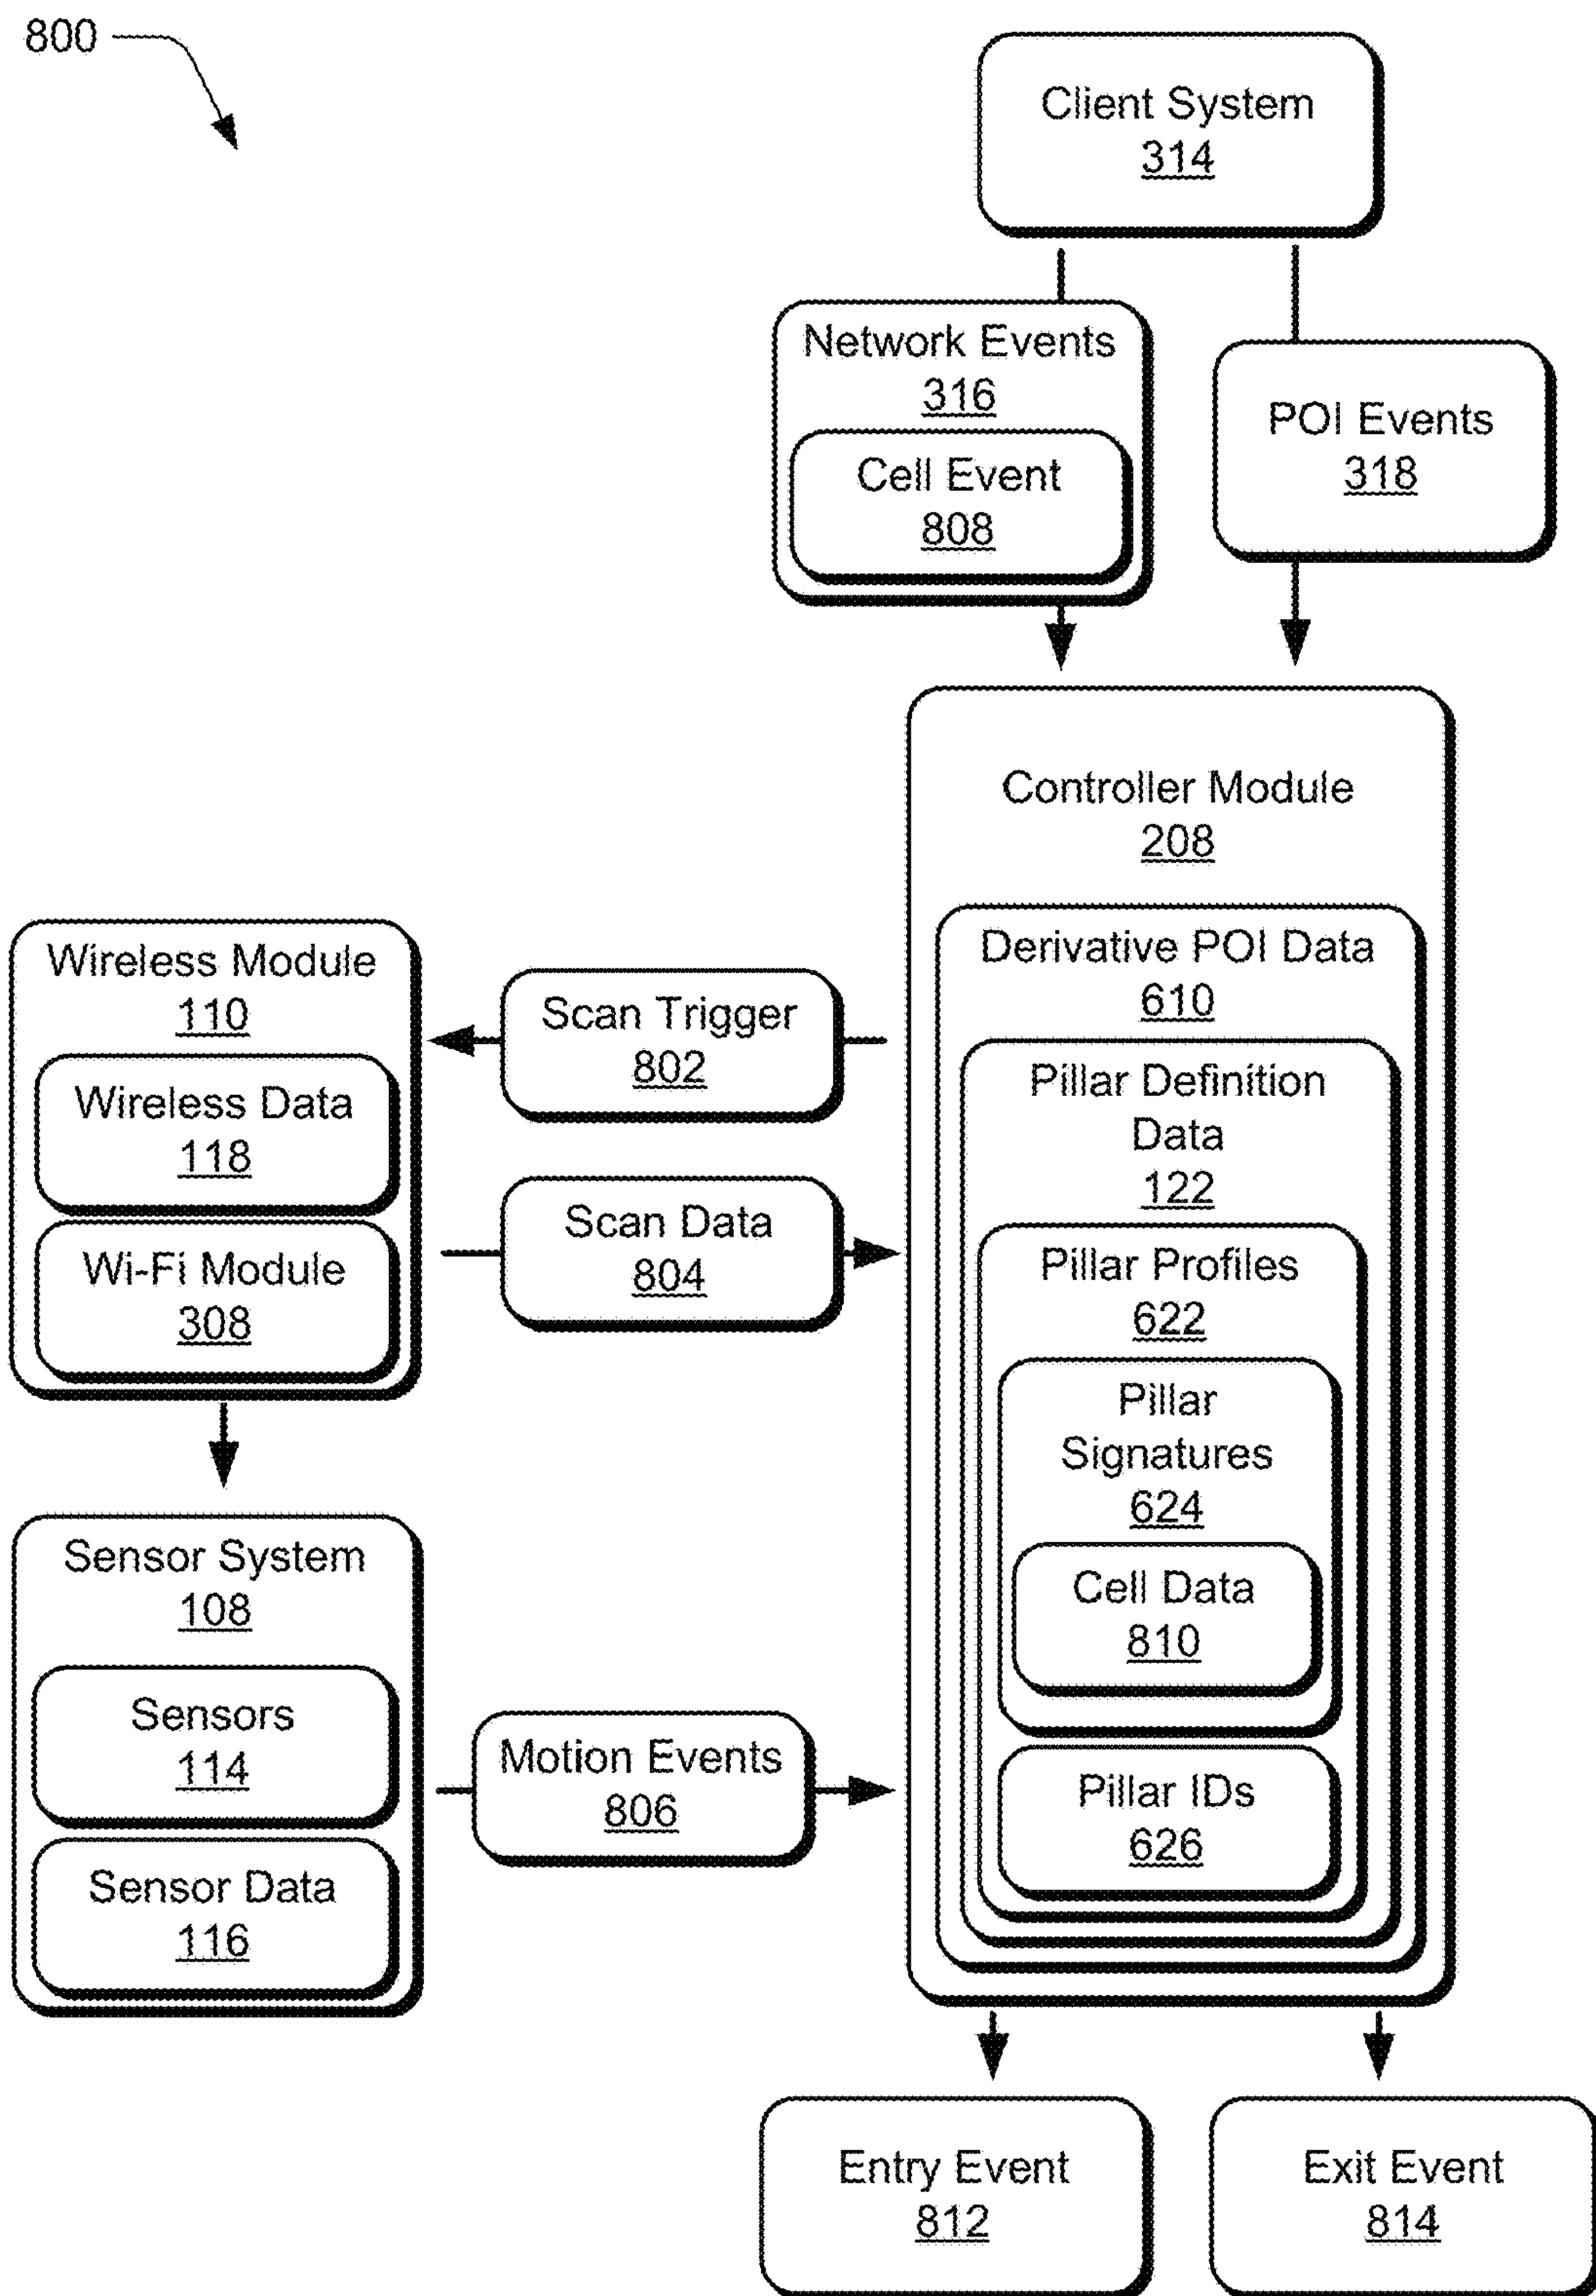 800
Client System
314
Network Events
316
Cell Event
808
POI Events
318
Controller Module
208
Derivative POI Data
610
Pillar Definition
Data
122
Pillar Profiles
622
Pillar
Signatures
624
Cell Data
810
Pillar IDs
626
Wireless Module
110
Wireless Data
118
Wi-Fi Module
308
Scan Trigger
802
Scan Data
804
Sensor System
108
Sensors
114
Sensor Data
116
Motion Events
806
Entry Event
812
Exit Event
814